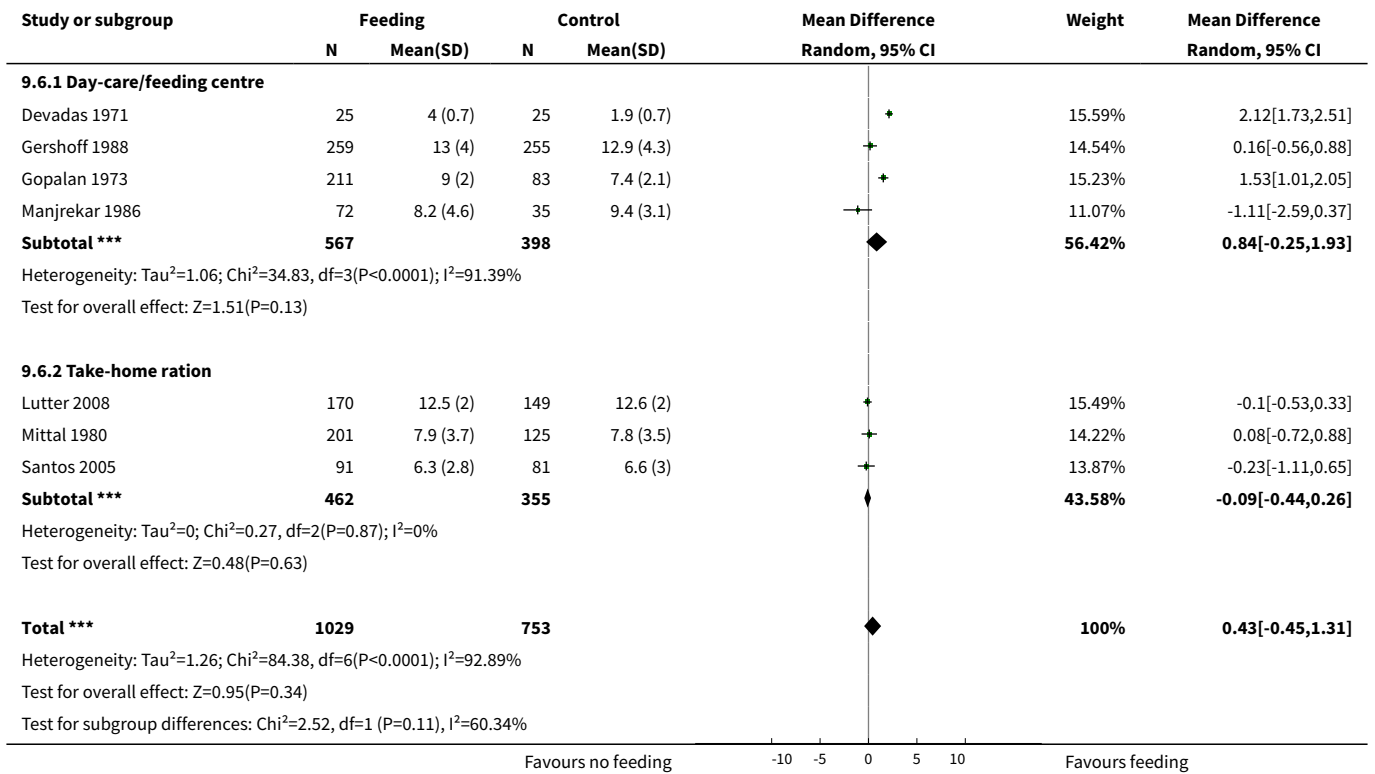 Study or subgroup Feeding Control Mean Difference Weight Mean Difference
N Mean(SD) N Mean(SD) Random, 95% CI Random, 95% CI
9.6.1 Day-care/feeding centre
Devadas 1971 25 4 (0.7) 25 1.9 (0.7) 15.59% 2.12[1.73,2.51]
Gershoff 1988 259 13 (4) 255 12.9 (4.3) 14.54% 0.16[-0.56,0.88]
Gopalan 1973 211 9 (2) 83 7.4 (2.1) 15.23% 1.53[1.01,2.05]
Manjrekar 1986 72 8.2 (4.6) 35 9.4 (3.1) 11.07% -1.11[-2.59,0.37]
Subtotal *** 567 398 56.42% 0.84[-0.25,1.93]
Heterogeneity: Tau²=1.06; Chi²=34.83, df=3(P<0.0001); I²=91.39%
Test for overall effect: Z=1.51(P=0.13)
9.6.2 Take-home ration
Lutter 2008 170 12.5 (2) 149 12.6 (2) 15.49% -0.1[-0.53,0.33]
Mittal 1980 201 7.9 (3.7) 125 7.8 (3.5) 14.22% 0.08[-0.72,0.88]
Santos 2005 91 6.3 (2.8) 81 6.6 (3) 13.87% -0.23[-1.11,0.65]
Subtotal *** 462 355 43.58% -0.09[-0.44,0.26]
Heterogeneity: Tau²=0; Chi²=0.27, df=2(P=0.87); I²=0%
Test for overall effect: Z=0.48(P=0.63)
Total *** 1029 753 100% 0.43[-0.45,1.31]
Heterogeneity: Tau²=1.26; Chi²=84.38, df=6(P<0.0001); I²=92.89%
Test for overall effect: Z=0.95(P=0.34)
Test for subgroup differences: Chi²=2.52, df=1 (P=0.11), I²=60.34%
Favours no feeding -10 -5 0 5 10 Favours feeding